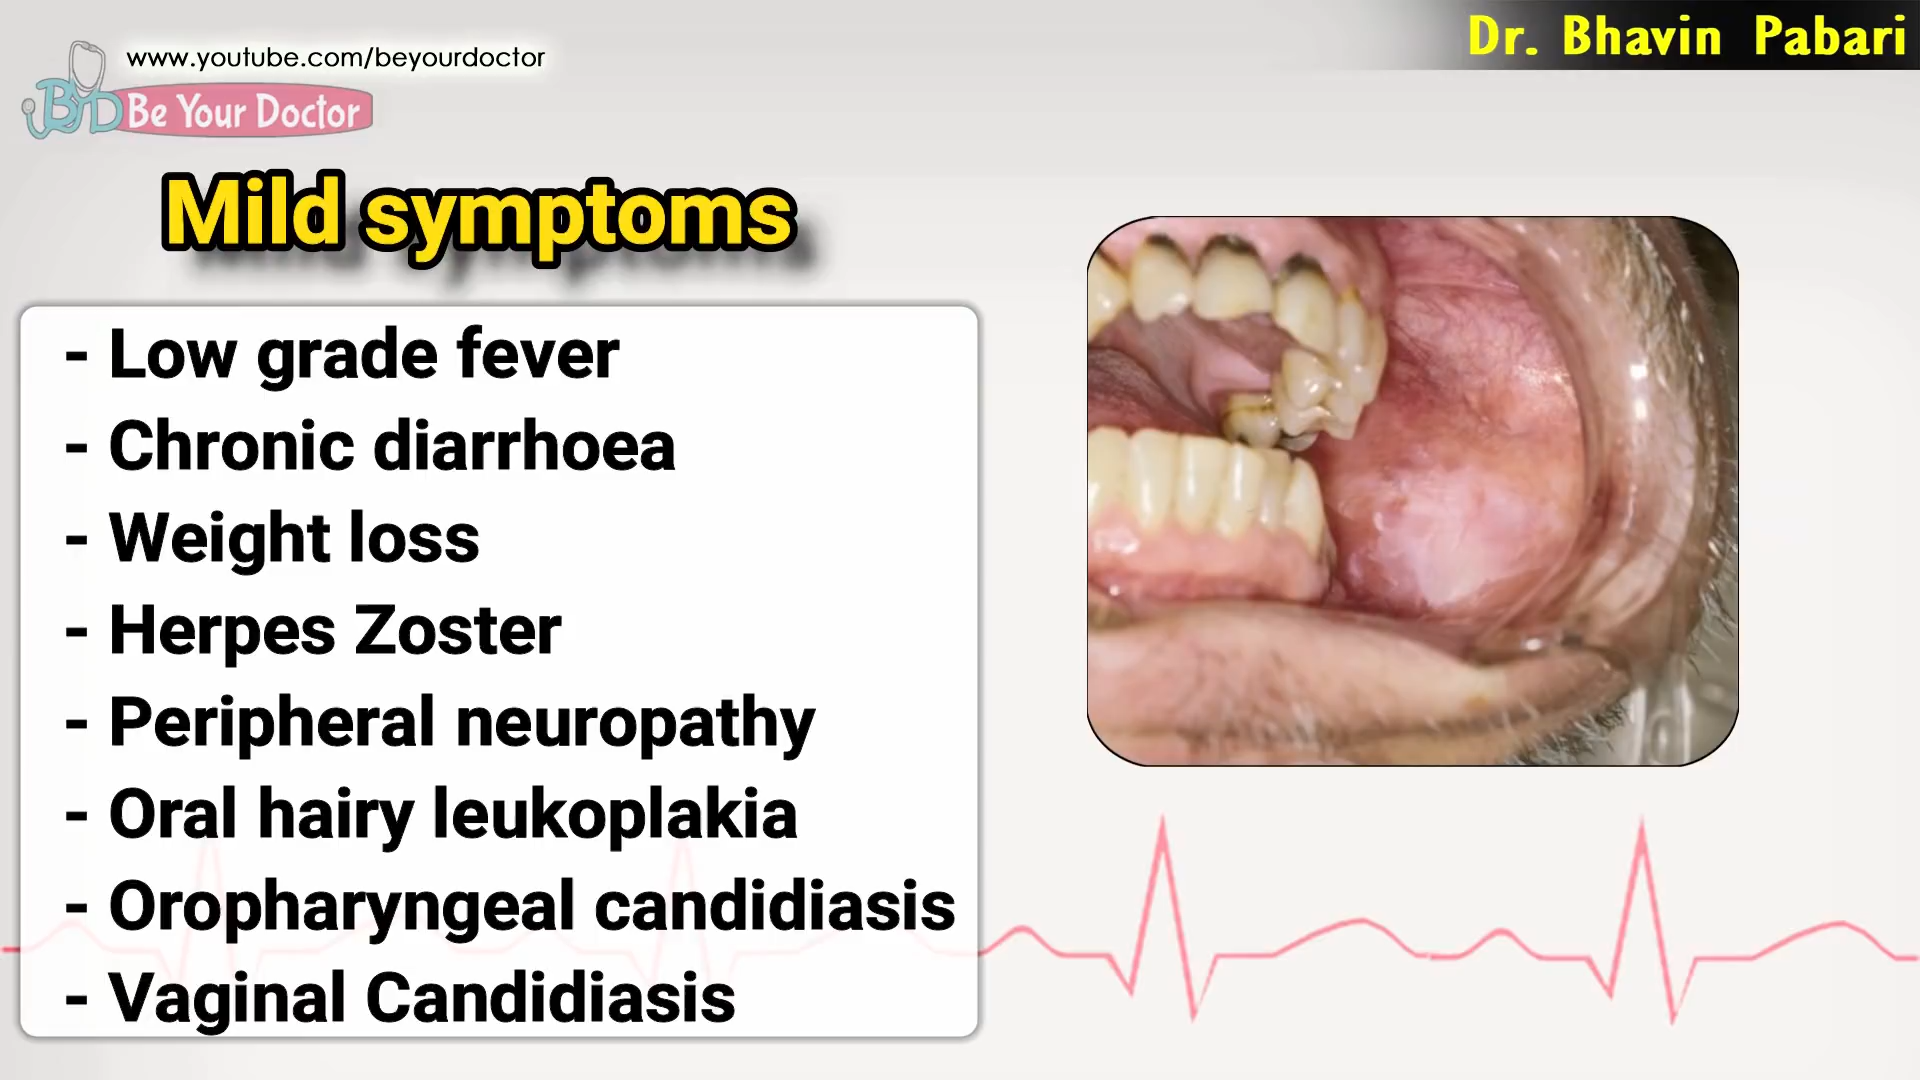 www.youtube.com/beyourdoctor
Dr. Bhavin Pabari
BYD Be Your Doctor
Mild symptoms
- Low grade fever
- Chronic diarrhoea
- Weight loss
- Herpes Zoster
- Peripheral neuropathy
- Oral hairy leukoplakia
- Oropharyngeal candidiasis
- Vaginal Candidiasis